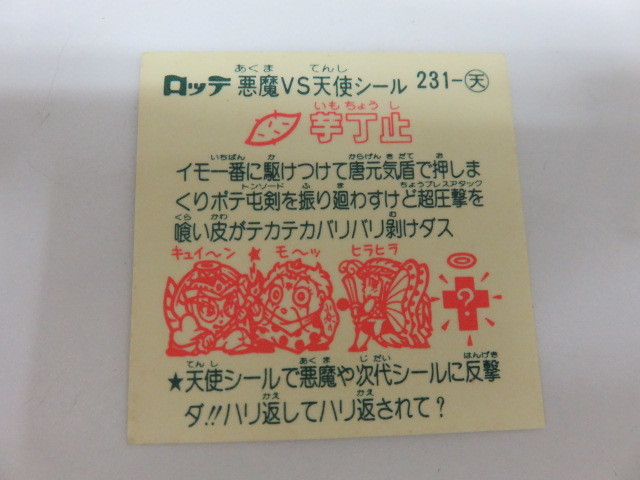 あくま てんし
ロッテ 悪魔VS天使シール 231-天
いもちょうし
芋丁止
いちばん か からげんきだて お
イモ一番に駆けつけて唐元気盾で押しま
トンソード ふ まわ ちょうプレスアタック
くりポテ屯剣を振り廻わすけど超圧撃を
くら かわ む
喰い皮がテカテカバリバリ剥けダス
キュイ〜ン ★ モ〜ッ ヒラヒラ
?
てんし あくま じだい はんげき
★天使シールで悪魔や次代シールに反撃
かえ かえ
ダ!!ハリ返してハリ返されて?